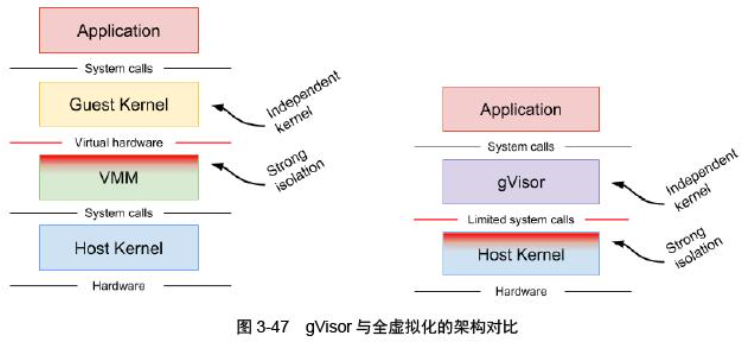 Application
System calls
Guest Kernel
Independent
kernel
Virtual hardware
VMM
Strong
isolation
System calls
Host Kernel
Hardware
Application
System calls
gVisor
Independent
kernel
Limited system calls
Host Kernel
Strong
isolation
Hardware
图 3-47 gVisor 与全虚拟化的架构对比